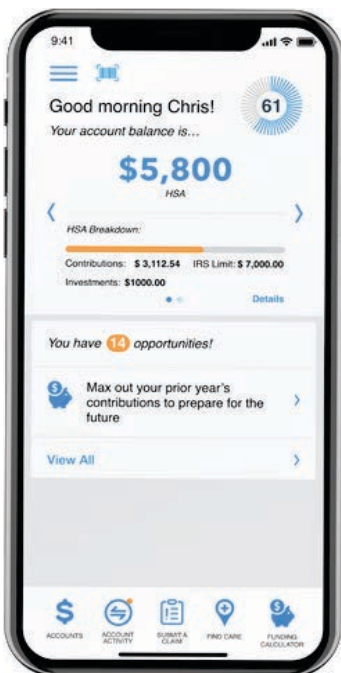 9:41
Good morning Chris!
61
Your account balance is...
$5,800
HSA
HSA Breakdown:
Contributions: $ 3,112.54 IRS Limit: $ 7,000.00
Investments: $1000.00
Details
You have 14 opportunities!
Max out your prior year's
contributions to prepare for the
future
View All
ACCOUNTS ACCOUNT ACTIVITY SUBMIT A CLAIM FIND CARE FUNDING CALCULATOR